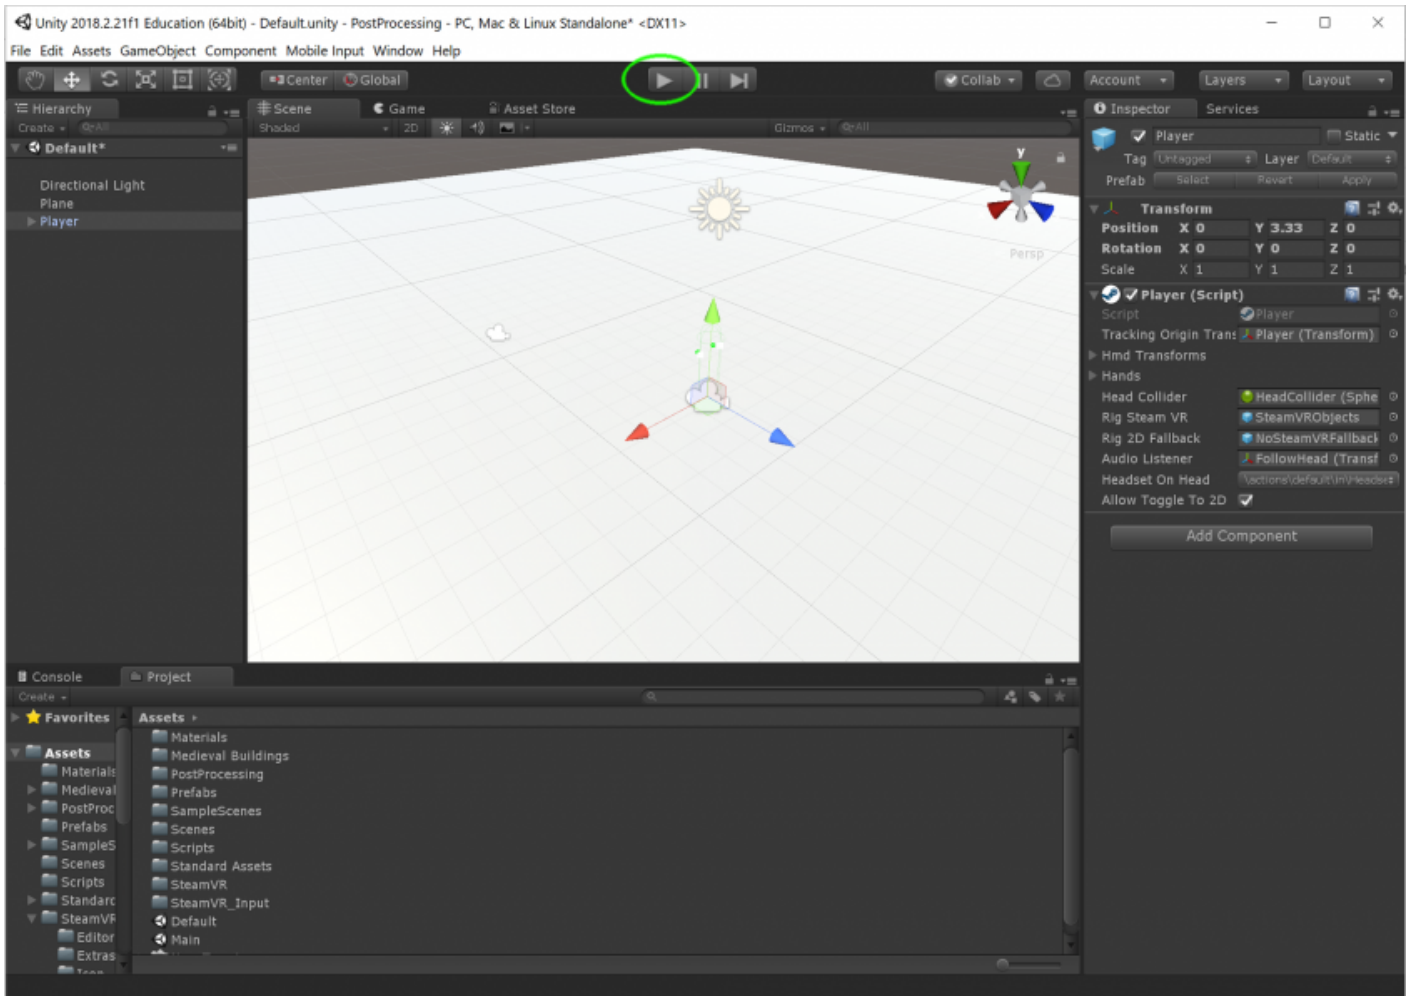 Unity 2018.2.21f1 Education (64bit) - Default.unity - PostProcessing - PC, Mac & Linux Standalone* <DX11>
File Edit Assets GameObject Component Mobile Input Window Help
Center Global Collab Account Layers Layout
Hierarchy
Create All
Default*
Directional Light
Plane
Player
Scene Game Asset Store
Shaded 2D Gizmos All
y
Persp
Inspector Services
Player Static
Tag Untagged Layer Default
Prefab Select Revert Apply
Transform
Position X 0 Y 3.33 Z 0
Rotation X 0 Y 0 Z 0
Scale X 1 Y 1 Z 1
Player (Script)
Script Player
Tracking Origin Trans Player (Transform)
Hmd Transforms
Hands
Head Collider HeadCollider (Sphe
Rig Steam VR SteamVRObjects
Rig 2D Fallback NoSteamVRFallback
Audio Listener FollowHead (Transf
Headset On Head \actions\default\in\Headse
Allow Toggle To 2D
Add Component
Console Project
Create
Favorites
Assets
Materials
Medieval
PostProc
Prefabs
SampleS
Scenes
Scripts
Standard
SteamVR
Editor
Extras
Assets
Materials
Medieval Buildings
PostProcessing
Prefabs
SampleScenes
Scenes
Scripts
Standard Assets
SteamVR
SteamVR_Input
Default
Main